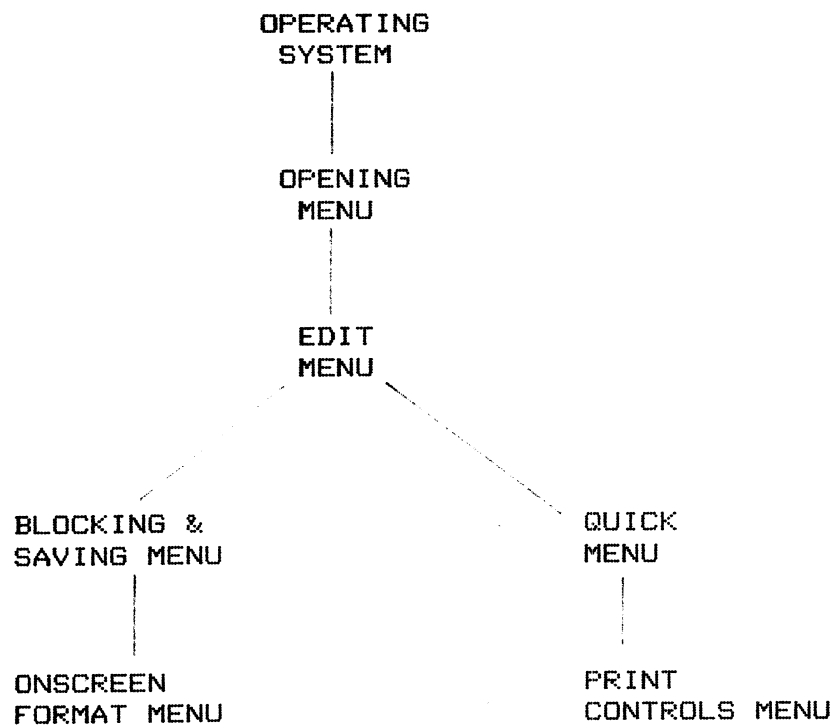 OPERATING
SYSTEM
OPENING
MENU
EDIT
MENU
BLOCKING &
SAVING MENU
QUICK
MENU
ONSCREEN
FORMAT MENU
PRINT
CONTROLS MENU